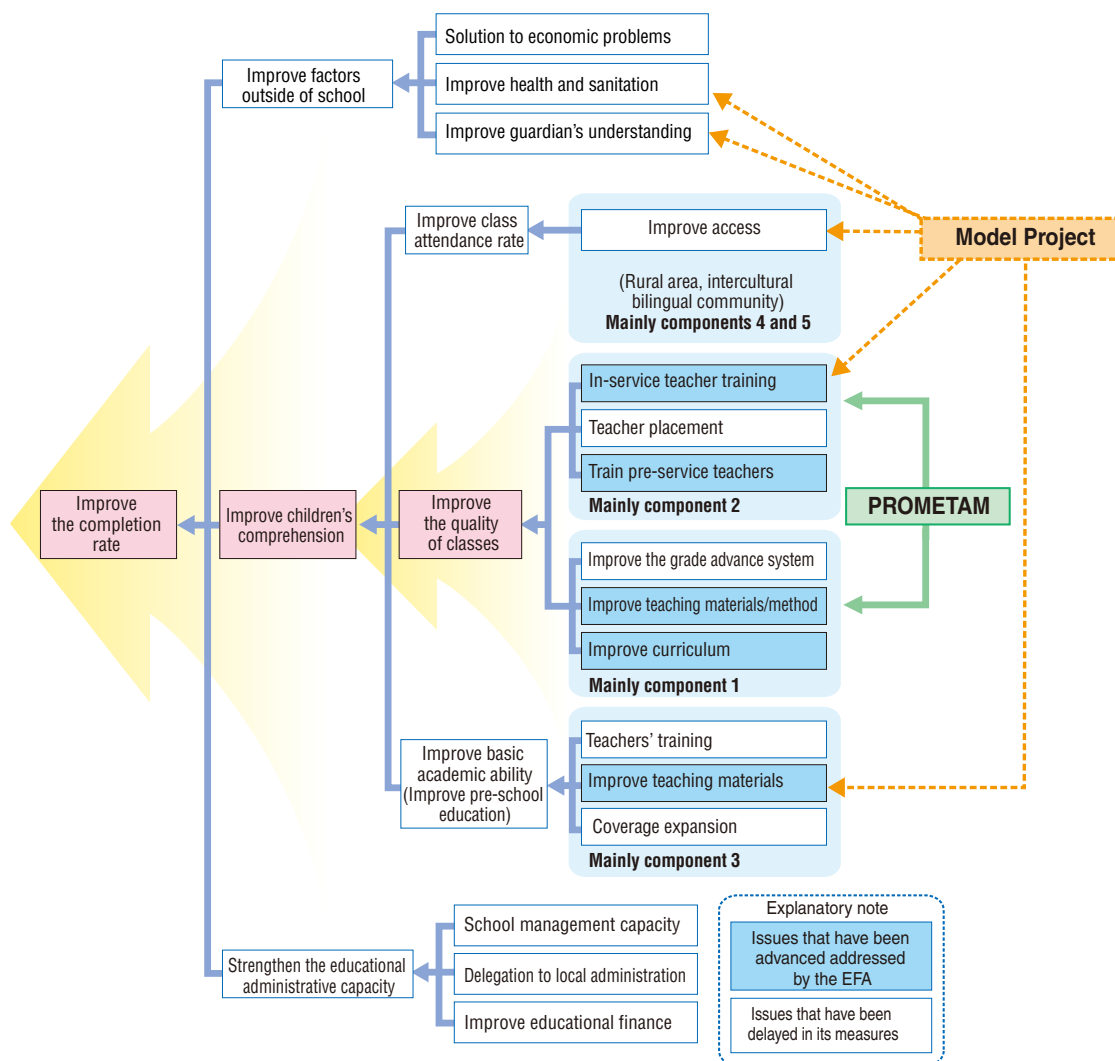 Solution to economic problems
Improve factors
outside of school
Improve health and sanitation
Improve guardian’s understanding
Improve class
attendance rate
Improve access
(Rural area, intercultural
bilingual community)
Mainly components 4 and 5
Model Project
In-service teacher training
Teacher placement
Train pre-service teachers
Mainly component 2
PROMETAM
Improve
the completion
rate
Improve children’s
comprehension
Improve
the quality
of classes
Improve the grade advance system
Improve teaching materials/method
Improve curriculum
Mainly component 1
Improve basic
academic ability
(Improve pre-school
education)
Teachers’ training
Improve teaching materials
Coverage expansion
Mainly component 3
Strengthen the educational
administrative capacity
School management capacity
Delegation to local administration
Improve educational finance
Explanatory note
Issues that have been
advanced addressed
by the EFA
Issues that have been
delayed in its measures